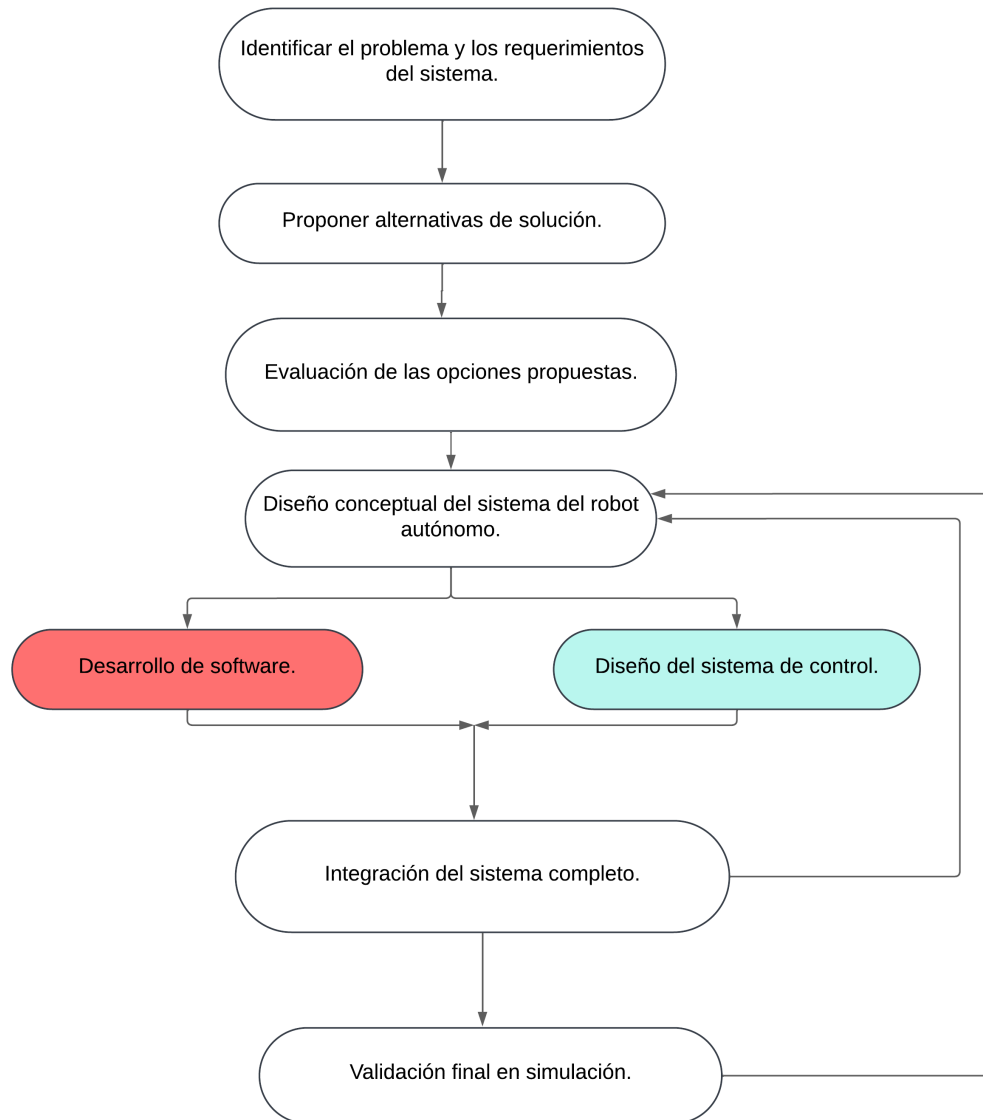 Identificar el problema y los requerimientos
del sistema.
Proponer alternativas de solución.
Evaluación de las opciones propuestas.
Diseño conceptual del sistema del robot
autónomo.
Desarrollo de software.
Diseño del sistema de control.
Integración del sistema completo.
Validación final en simulación.